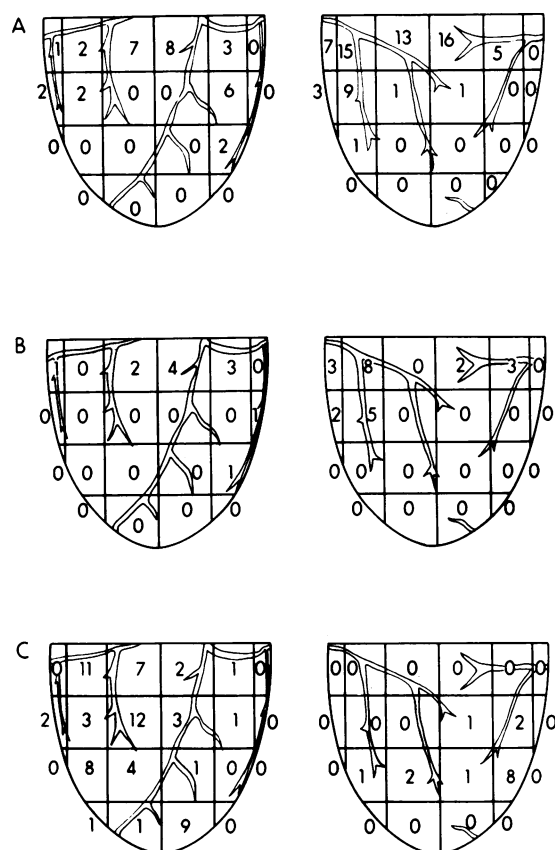 A
1 2 7 8 3 0 7 15 13 16 5 0
2 2 0 0 6 0 3 9 1 1 0 0
0 0 0 0 2 0 0 1 0 0 0 0
0 0 0 0 0 0 0 0
B
0 2 4 3 0 3 8 0 2 3 0
0 0 0 0 0 1 2 5 0 0 0 0
0 0 0 0 1 0 0 0 0 0 0 0
0 0 0 0 0 0 0 0
C
0 11 7 2 1 0 0 0 0 0 0 0
2 3 12 3 1 0 0 0 0 1 2 0
0 8 4 1 0 0 0 1 2 1 8 0
1 1 9 0 0 0 0 0